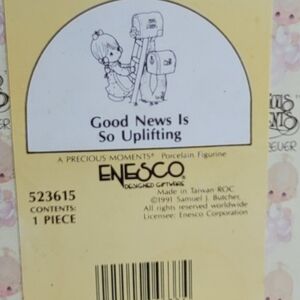 Good News Is
So Uplifting
A PRECIOUS MOMENTS® Porcelain Figurine
ENESCO
DESIGNED GIFTWARE
523615
CONTENTS:
1 PIECE
Made in Taiwan ROC
©1991 Samuel J. Butcher,
All rights reserved worldwide
Licensee: Enesco Corporation